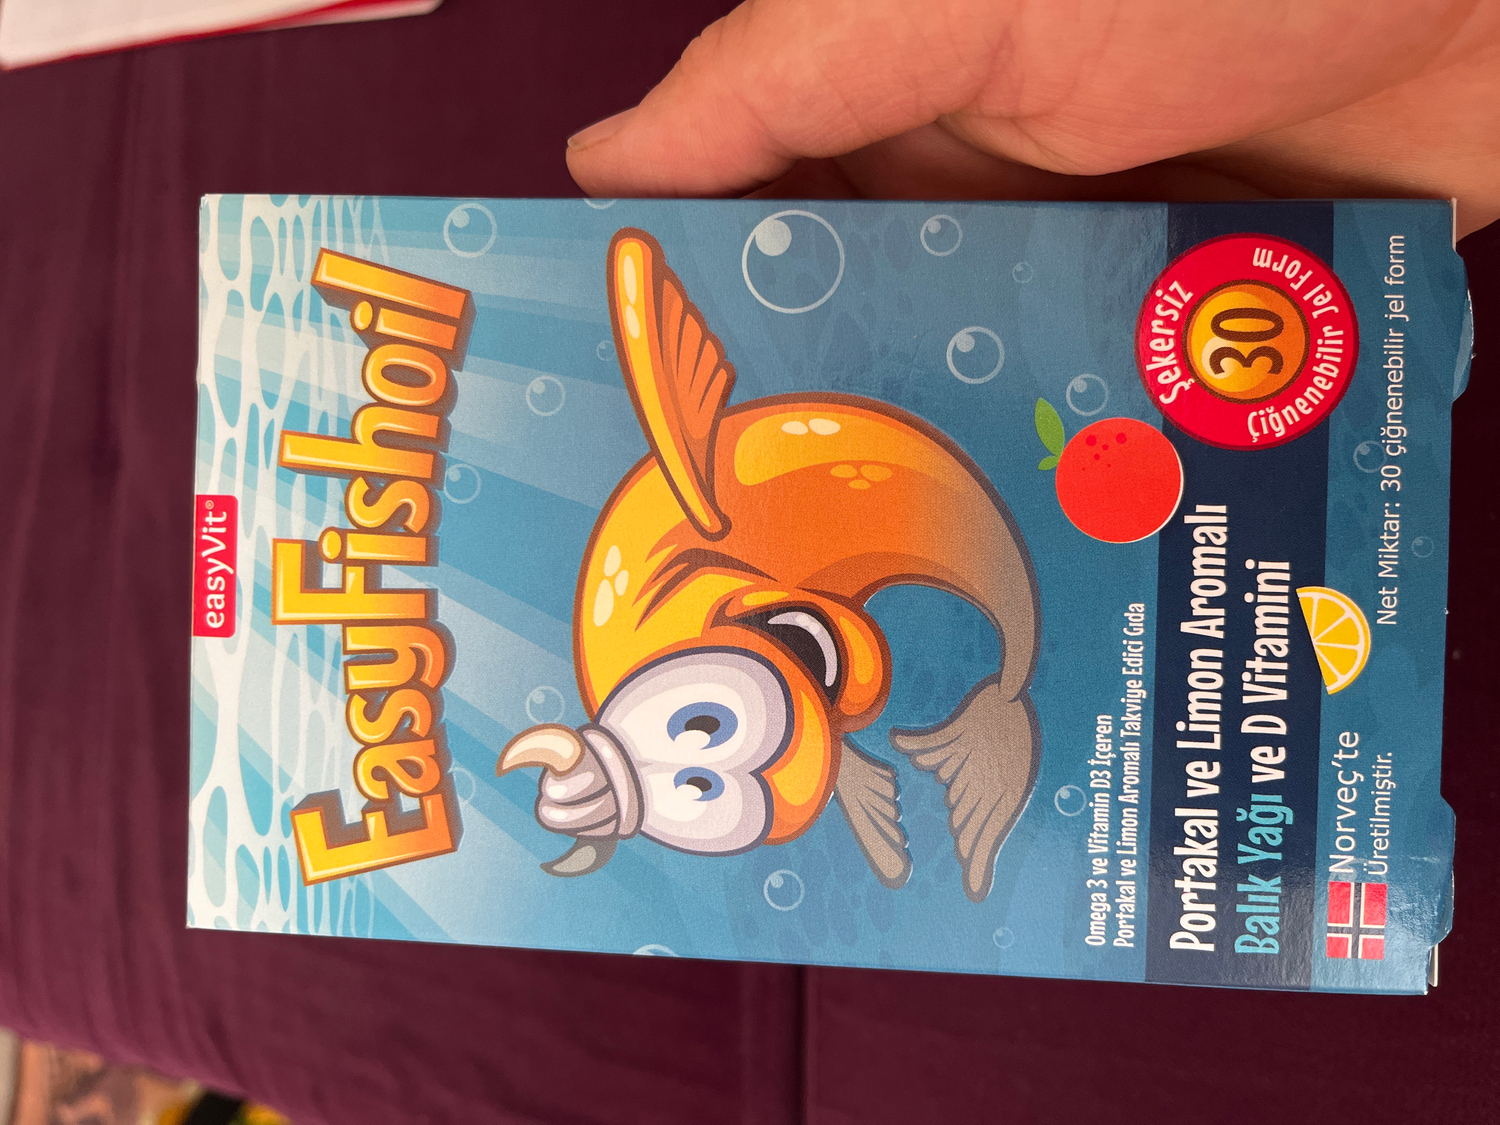 easyVit®
EasyFishoil
Omega 3 ve Vitamin D3 İçeren
Portakal ve Limon Aromalı Takviye Edici Gıda
Portakal ve Limon Aromalı
Balık Yağı ve D Vitamini
Şekersiz
30
Çiğnenebilir Jel Form
Norveç'te
Üretilmiştir.
Net Miktar: 30 çiğnenebilir jel form